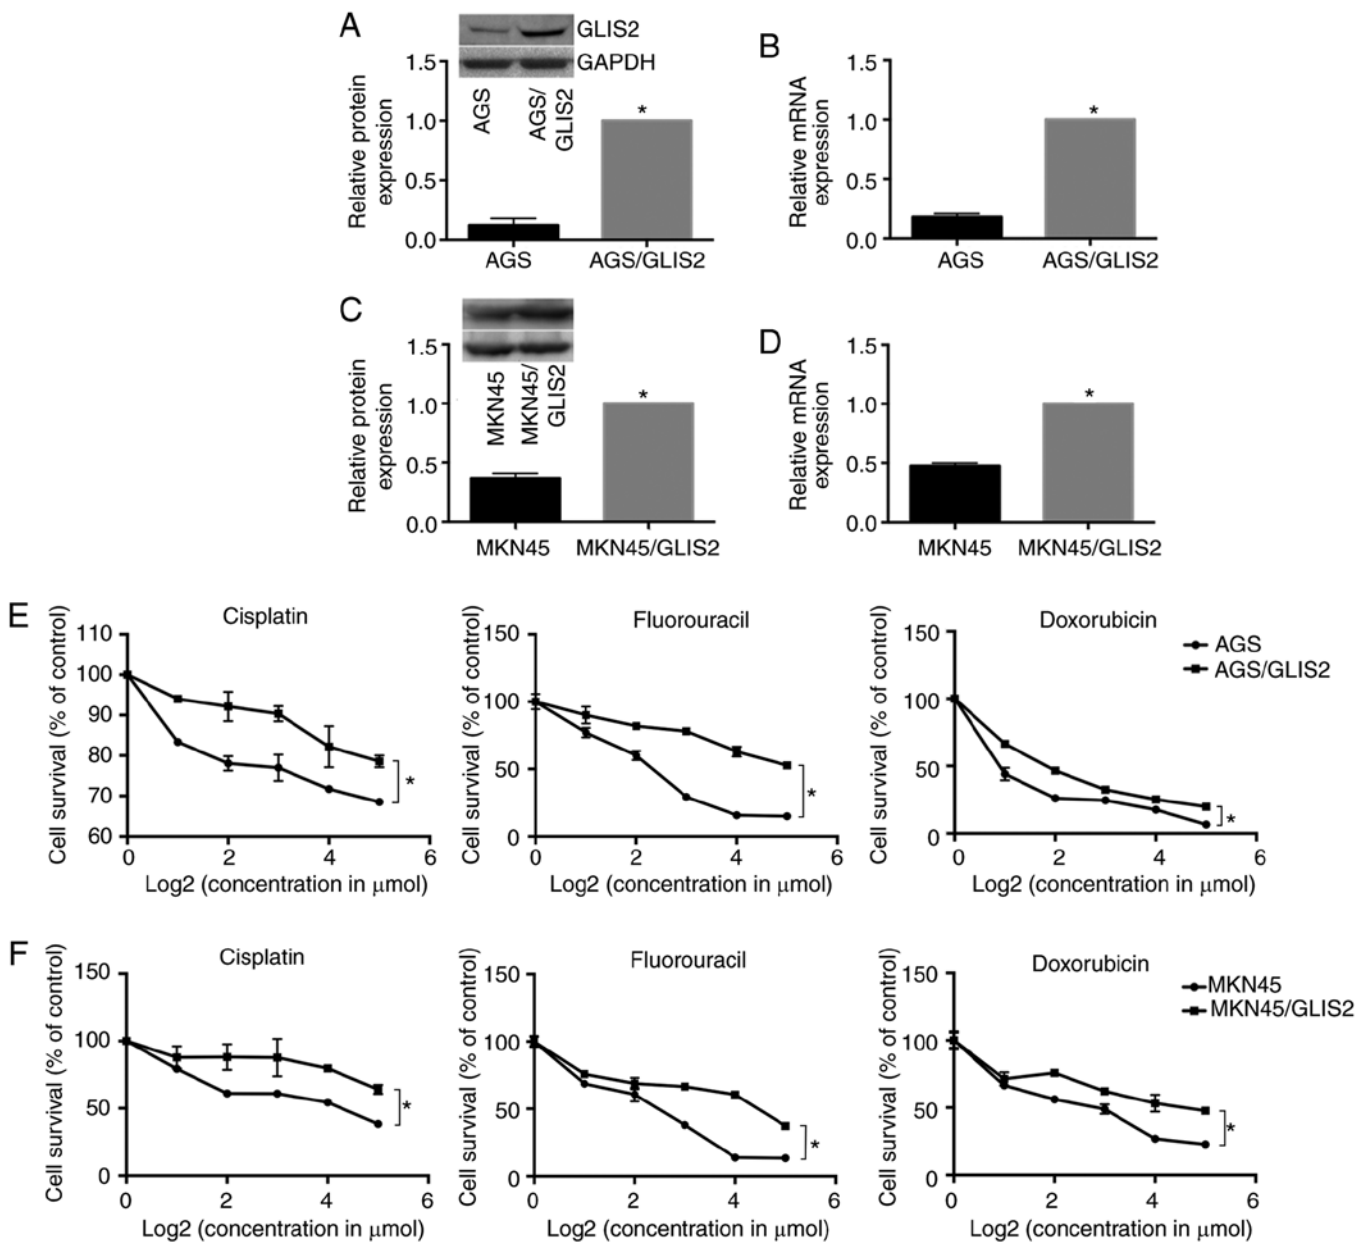 A
GLIS2
GAPDH
AGS
AGS/
GLIS2
Relative protein
expression
1.5
1.0
0.5
0.0
*
AGS
AGS/GLIS2
B
Relative mRNA
expression
1.5
1.0
0.5
0.0
*
AGS
AGS/GLIS2
C
MKN45
MKN45/
GLIS2
Relative protein
expression
1.5
1.0
0.5
0.0
*
MKN45
MKN45/GLIS2
D
Relative mRNA
expression
1.5
1.0
0.5
0.0
*
MKN45
MKN45/GLIS2
E
Cisplatin
Cell survival (% of control)
110
100
90
80
70
60
*
0 2 4 6
Log2 (concentration in μmol)
Fluorouracil
Cell survival (% of control)
150
100
50
0
*
0 2 4 6
Log2 (concentration in μmol)
Doxorubicin
Cell survival (% of control)
150
100
50
0
*
0 2 4 6
Log2 (concentration in μmol)
AGS
AGS/GLIS2
F
Cisplatin
Cell survival (% of control)
150
100
50
0
*
0 2 4 6
Log2 (concentration in μmol)
Fluorouracil
Cell survival (% of control)
150
100
50
0
*
0 2 4 6
Log2 (concentration in μmol)
Doxorubicin
Cell survival (% of control)
150
100
50
0
*
0 2 4 6
Log2 (concentration in μmol)
MKN45
MKN45/GLIS2